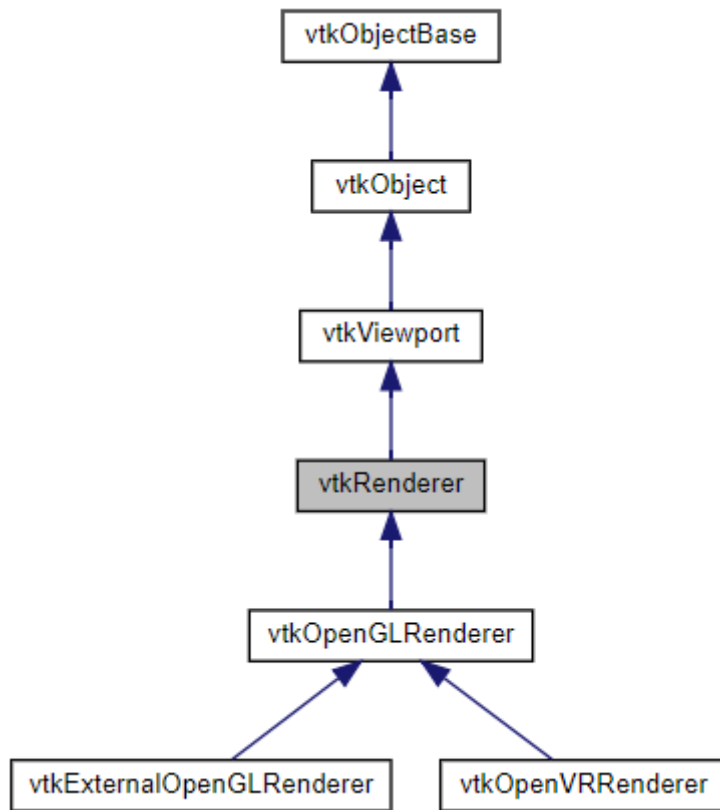 vtkObjectBase
vtkObject
vtkViewport
vtkRenderer
vtkOpenGLRenderer
vtkExternalOpenGLRenderer
vtkOpenVRRenderer